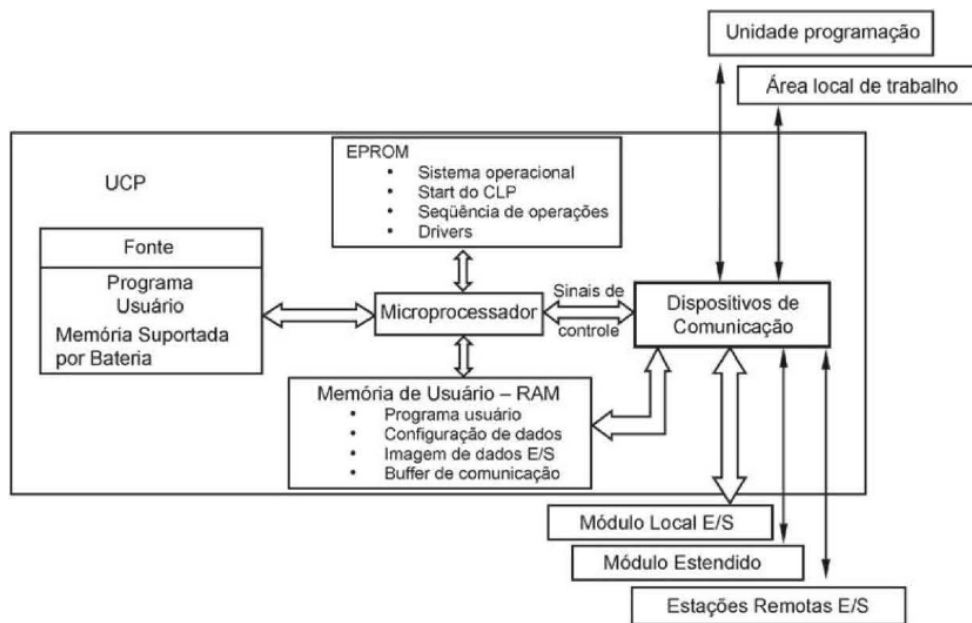 Unidade programação
Área local de trabalho
UCP
EPROM
• Sistema operacional
• Start do CLP
• Seqüência de operações
• Drivers
Fonte
Programa
Usuário
Memória Suportada
por Bateria
Microprocessador
Sinais de
controle
Dispositivos de
Comunicação
Memória de Usuário – RAM
• Programa usuário
• Configuração de dados
• Imagem de dados E/S
• Buffer de comunicação
Módulo Local E/S
Módulo Estendido
Estações Remotas E/S